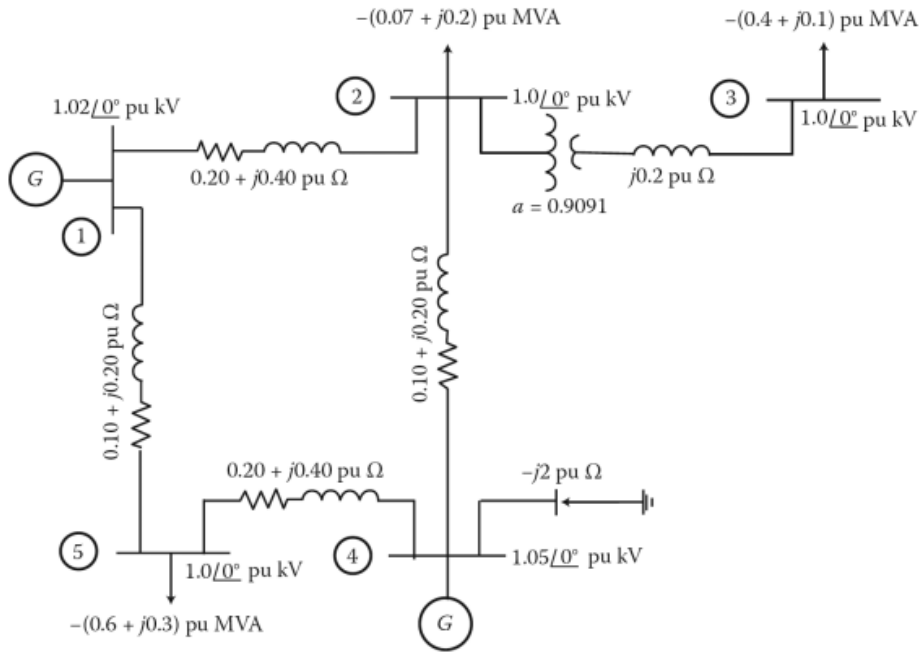 −(0.07 + j0.2) pu MVA
−(0.4 + j0.1) pu MVA
2
3
1.02/0° pu kV
1.0/0° pu kV
1.0/0° pu kV
G
0.20 + j0.40 pu Ω
j0.2 pu Ω
a = 0.9091
1
0.10 + j0.20 pu Ω
0.10 + j0.20 pu Ω
0.20 + j0.40 pu Ω
−j2 pu Ω
5
4
1.0/0° pu kV
1.05/0° pu kV
−(0.6 + j0.3) pu MVA
G